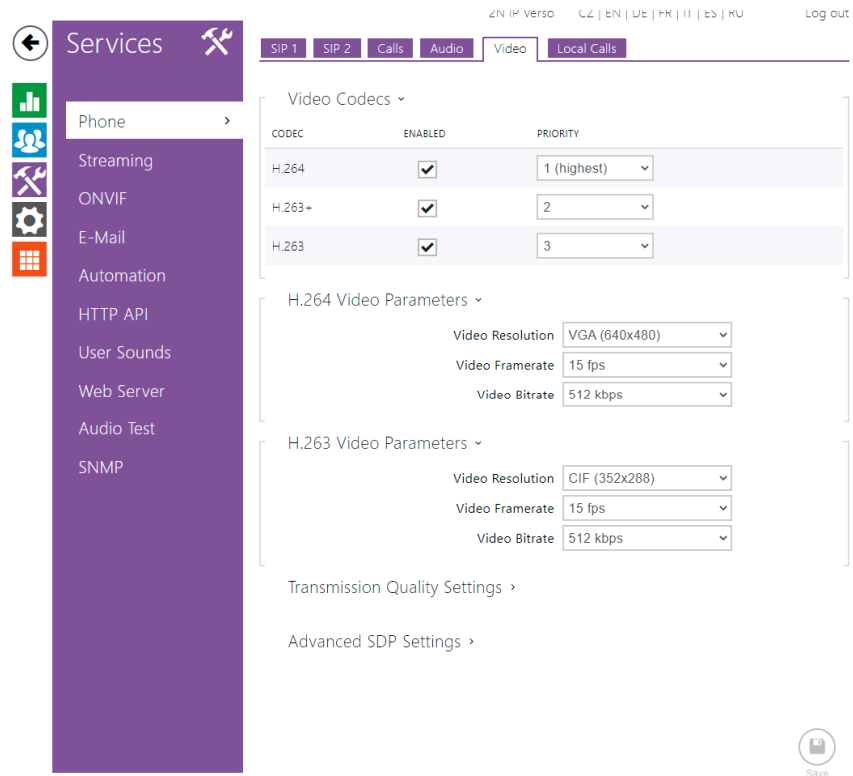 2N IP Verso CZ | EN | DE | FR | IT | ES | RU Log out
Services
SIP 1 SIP 2 Calls Audio Video Local Calls
Phone
Streaming
ONVIF
E-Mail
Automation
HTTP API
User Sounds
Web Server
Audio Test
SNMP
Video Codecs
CODEC ENABLED PRIORITY
H.264 1 (highest)
H.263+ 2
H.263 3
H.264 Video Parameters
Video Resolution VGA (640x480)
Video Framerate 15 fps
Video Bitrate 512 kbps
H.263 Video Parameters
Video Resolution CIF (352x288)
Video Framerate 15 fps
Video Bitrate 512 kbps
Transmission Quality Settings
Advanced SDP Settings
Save